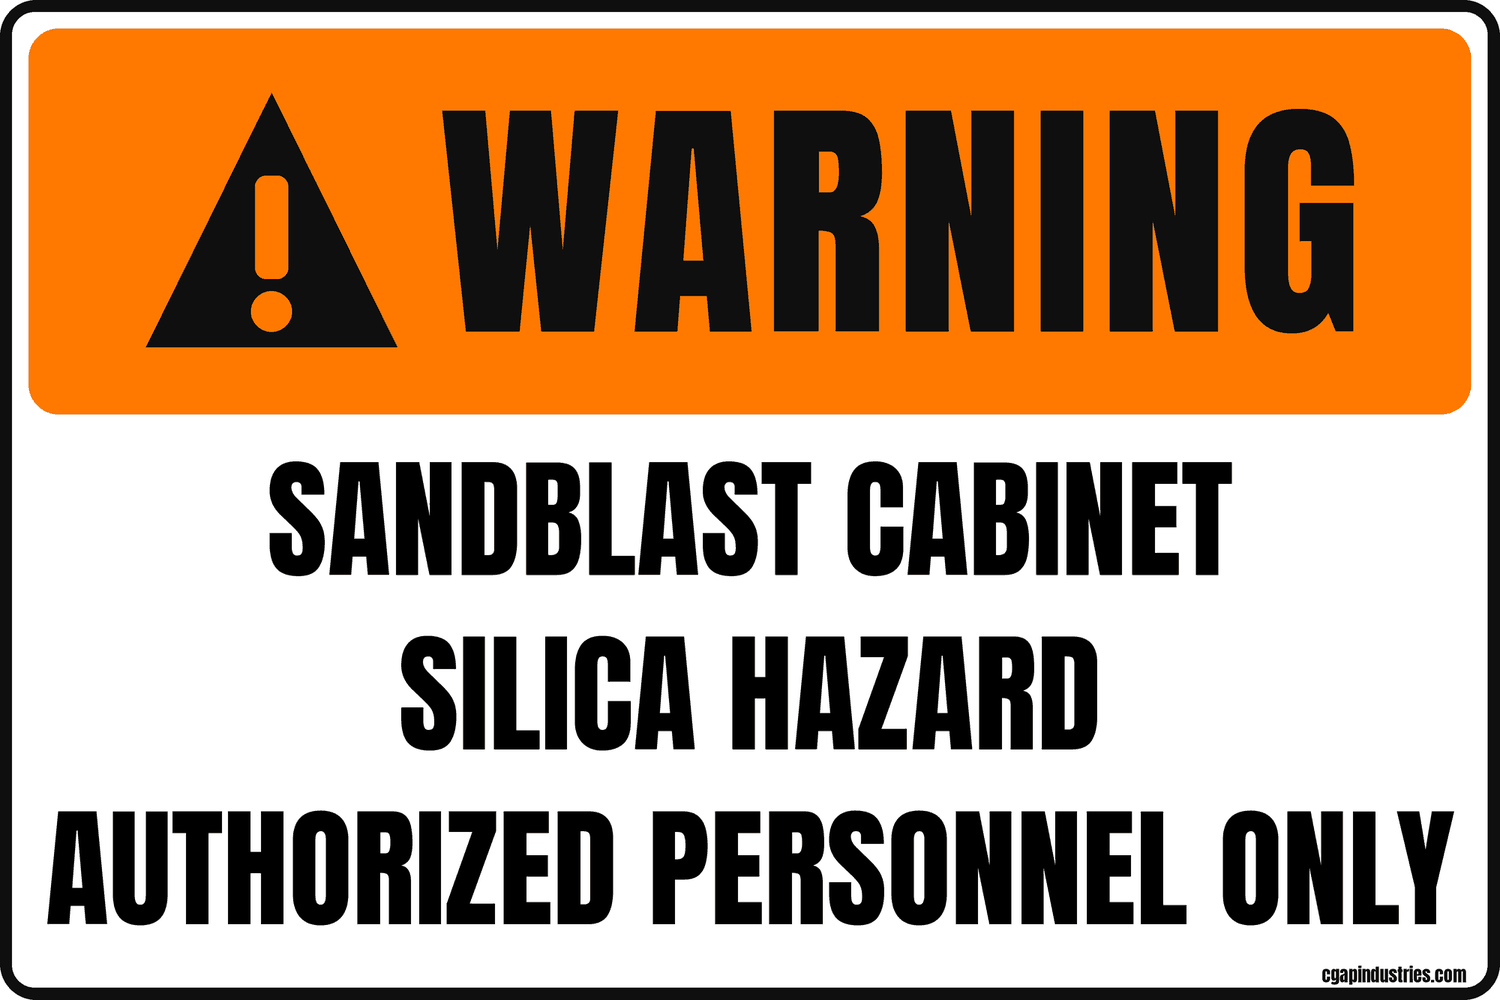 WARNING
SANDBLAST CABINET
SILICA HAZARD
AUTHORIZED PERSONNEL ONLY
cgapindustries.com